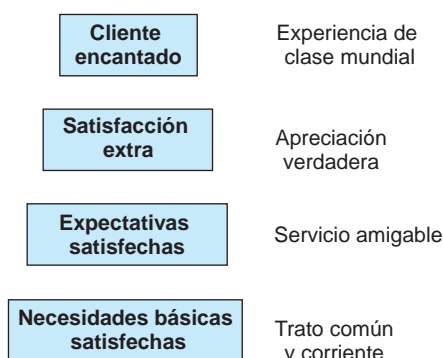 Cliente
encantado
Experiencia de
clase mundial
Satisfacción
extra
Apreciación
verdadera
Expectativas
satisfechas
Servicio amigable
Necesidades básicas
satisfechas
Trato común
y corriente